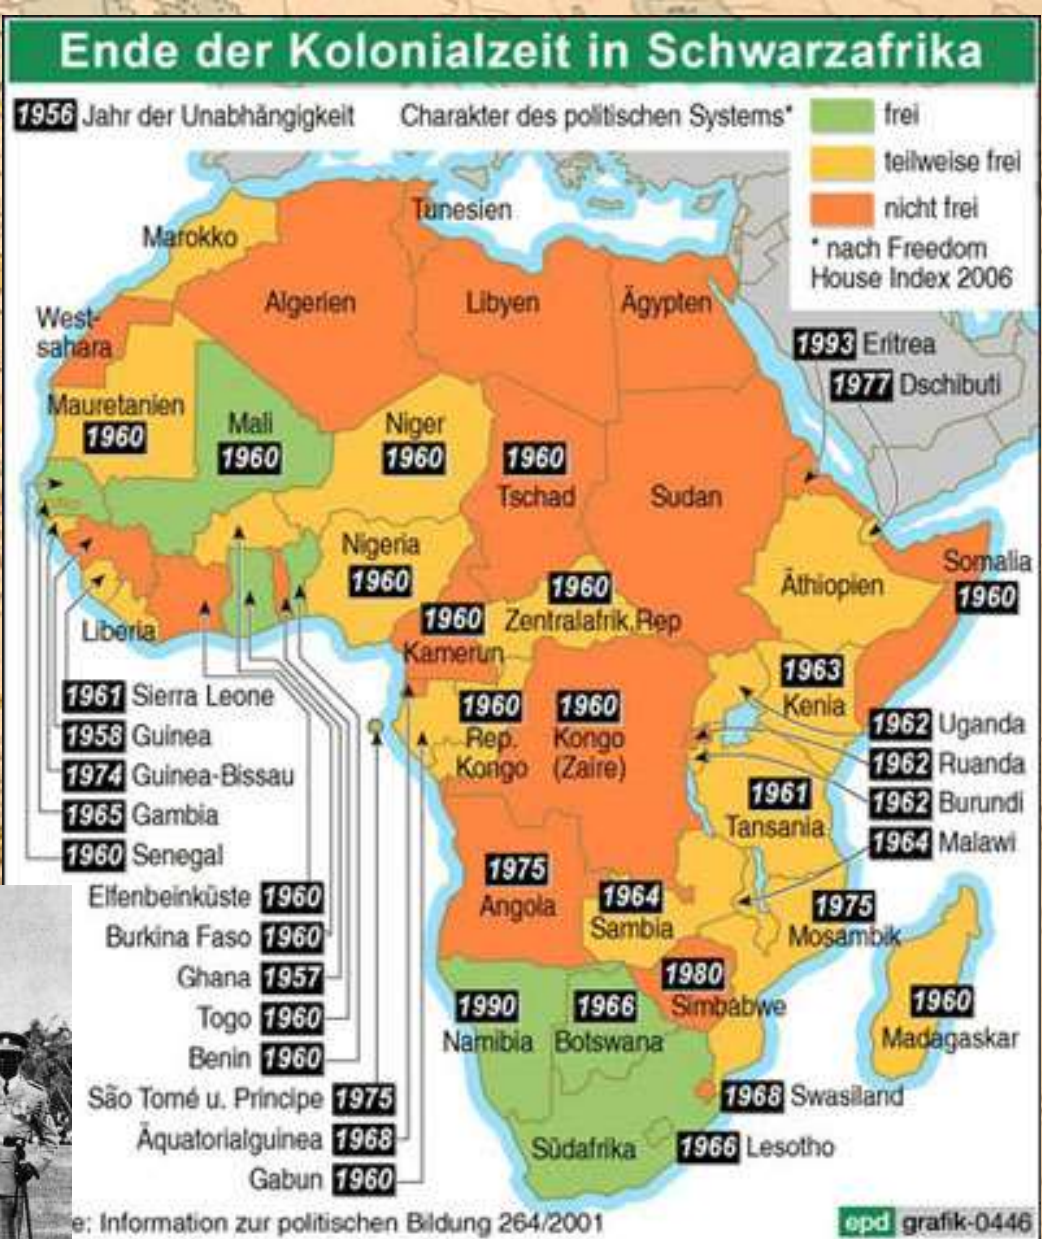 Ende der Kolonialzeit in Schwarzafrika
1956 Jahr der Unabhängigkeit
Charakter des politischen Systems*
frei
teilweise frei
nicht frei
* nach Freedom
House Index 2006
Tunesien
Marokko
Algerien
Libyen
Ägypten
West-
sahara
1993 Eritrea
1977 Dschibuti
Mauretanien
1960
Mali
1960
Niger
1960
1960
Tschad
Sudan
Nigeria
1960
Somalia
1960
Äthiopien
1960
Zentralafrik.Rep
1960
Kamerun
Liberia
1963
Kenia
1961 Sierra Leone
1958 Guinea
1974 Guinea-Bissau
1965 Gambia
1960 Senegal
1960
Rep.
Kongo
1960
Kongo
(Zaire)
1962 Uganda
1962 Ruanda
1962 Burundi
1964 Malawi
1961
Tansania
1975
Angola
1964
Sambia
1975
Mosambik
Elfenbeinküste 1960
Burkina Faso 1960
Ghana 1957
Togo 1960
Benin 1960
São Tomé u. Principe 1975
Äquatorialguinea 1968
Gabun 1960
1990
Namibia
1966
Botswana
1980
Simbabwe
1960
Madagaskar
1968 Swasiland
Südafrika
1966 Lesotho
e: Information zur politischen Bildung 264/2001
epd grafik-0446